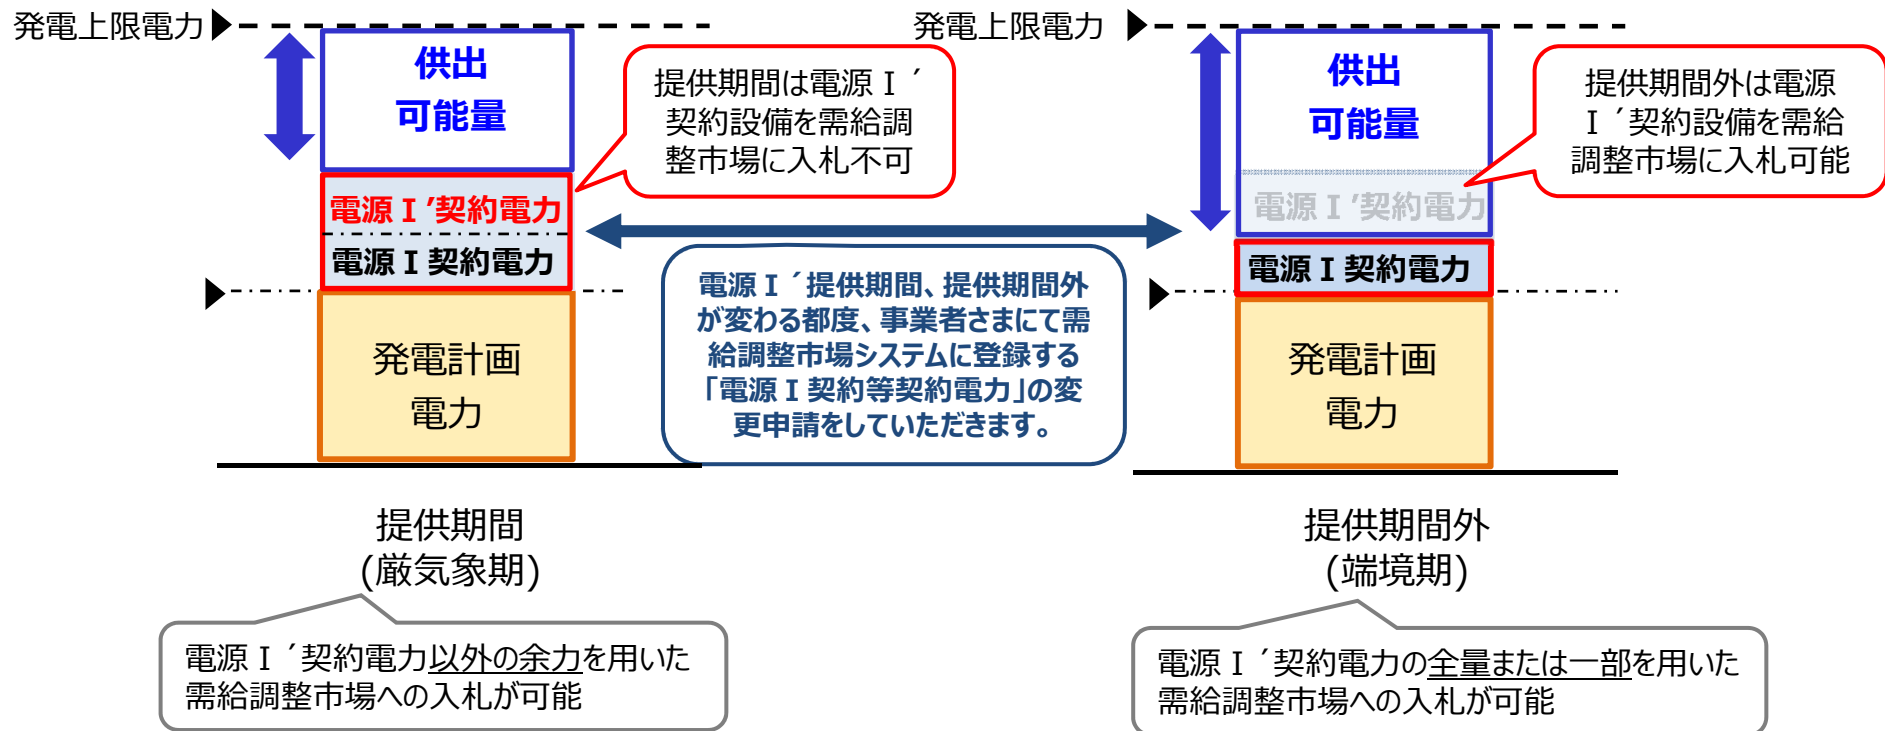 発電上限電力
供出
可能量
提供期間は電源Ⅰ´
契約設備を需給調
整市場に入札不可
電源Ⅰ′契約電力
電源Ⅰ契約電力
発電計画
電力
提供期間
(厳気象期)
電源Ⅰ´契約電力以外の余力を用いた
需給調整市場への入札が可能
電源Ⅰ´提供期間、提供期間外
が変わる都度、事業者さまにて需
給調整市場システムに登録する
「電源Ⅰ契約等契約電力」の変
更申請をしていただきます。
発電上限電力
供出
可能量
提供期間外は電源
Ⅰ´契約設備を需給
調整市場に入札可能
電源Ⅰ′契約電力
電源Ⅰ契約電力
発電計画
電力
提供期間外
(端境期)
電源Ⅰ´契約電力の全量または一部を用いた
需給調整市場への入札が可能